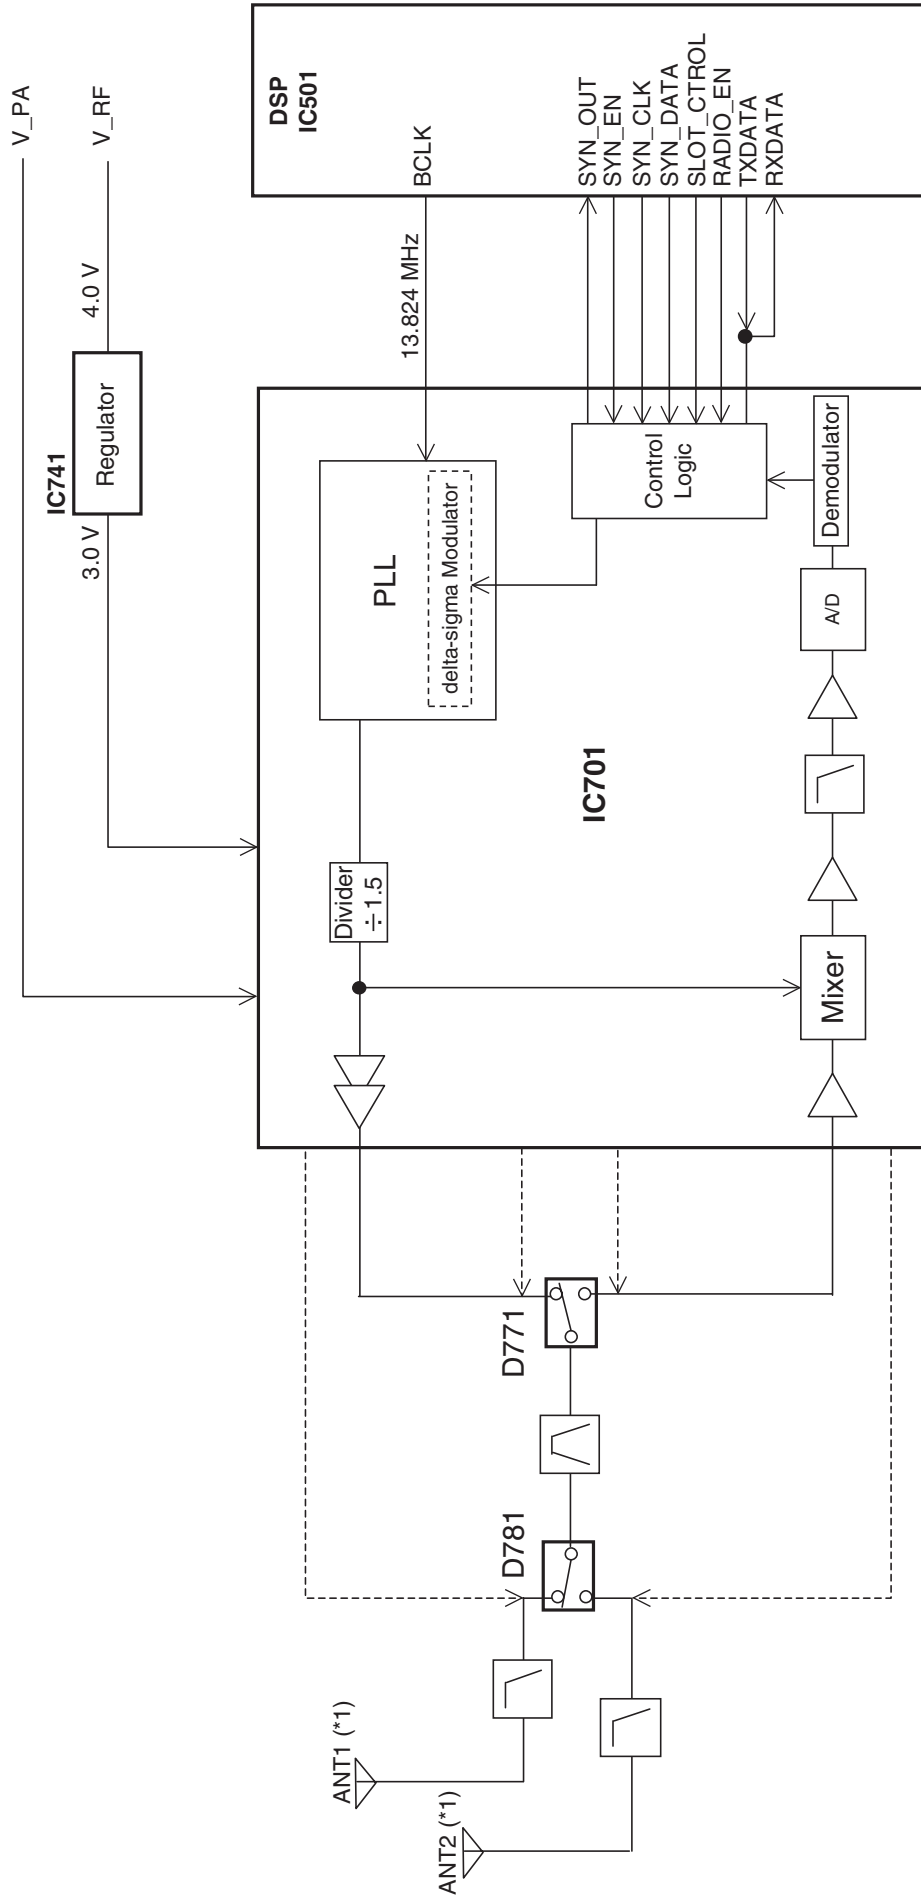 ANT1 (*1)
ANT2 (*1)
D781
D771
IC701
Divider
÷1.5
PLL
delta-sigma Modulator
Control
Logic
Mixer
A/D
Demodulator
V_PA
V_RF
IC741
Regulator
3.0 V
4.0 V
13.824 MHz
DSP
IC501
BCLK
SYN_OUT
SYN_EN
SYN_CLK
SYN_DATA
SLOT_CTROL
RADIO_EN
TXDATA
RXDATA